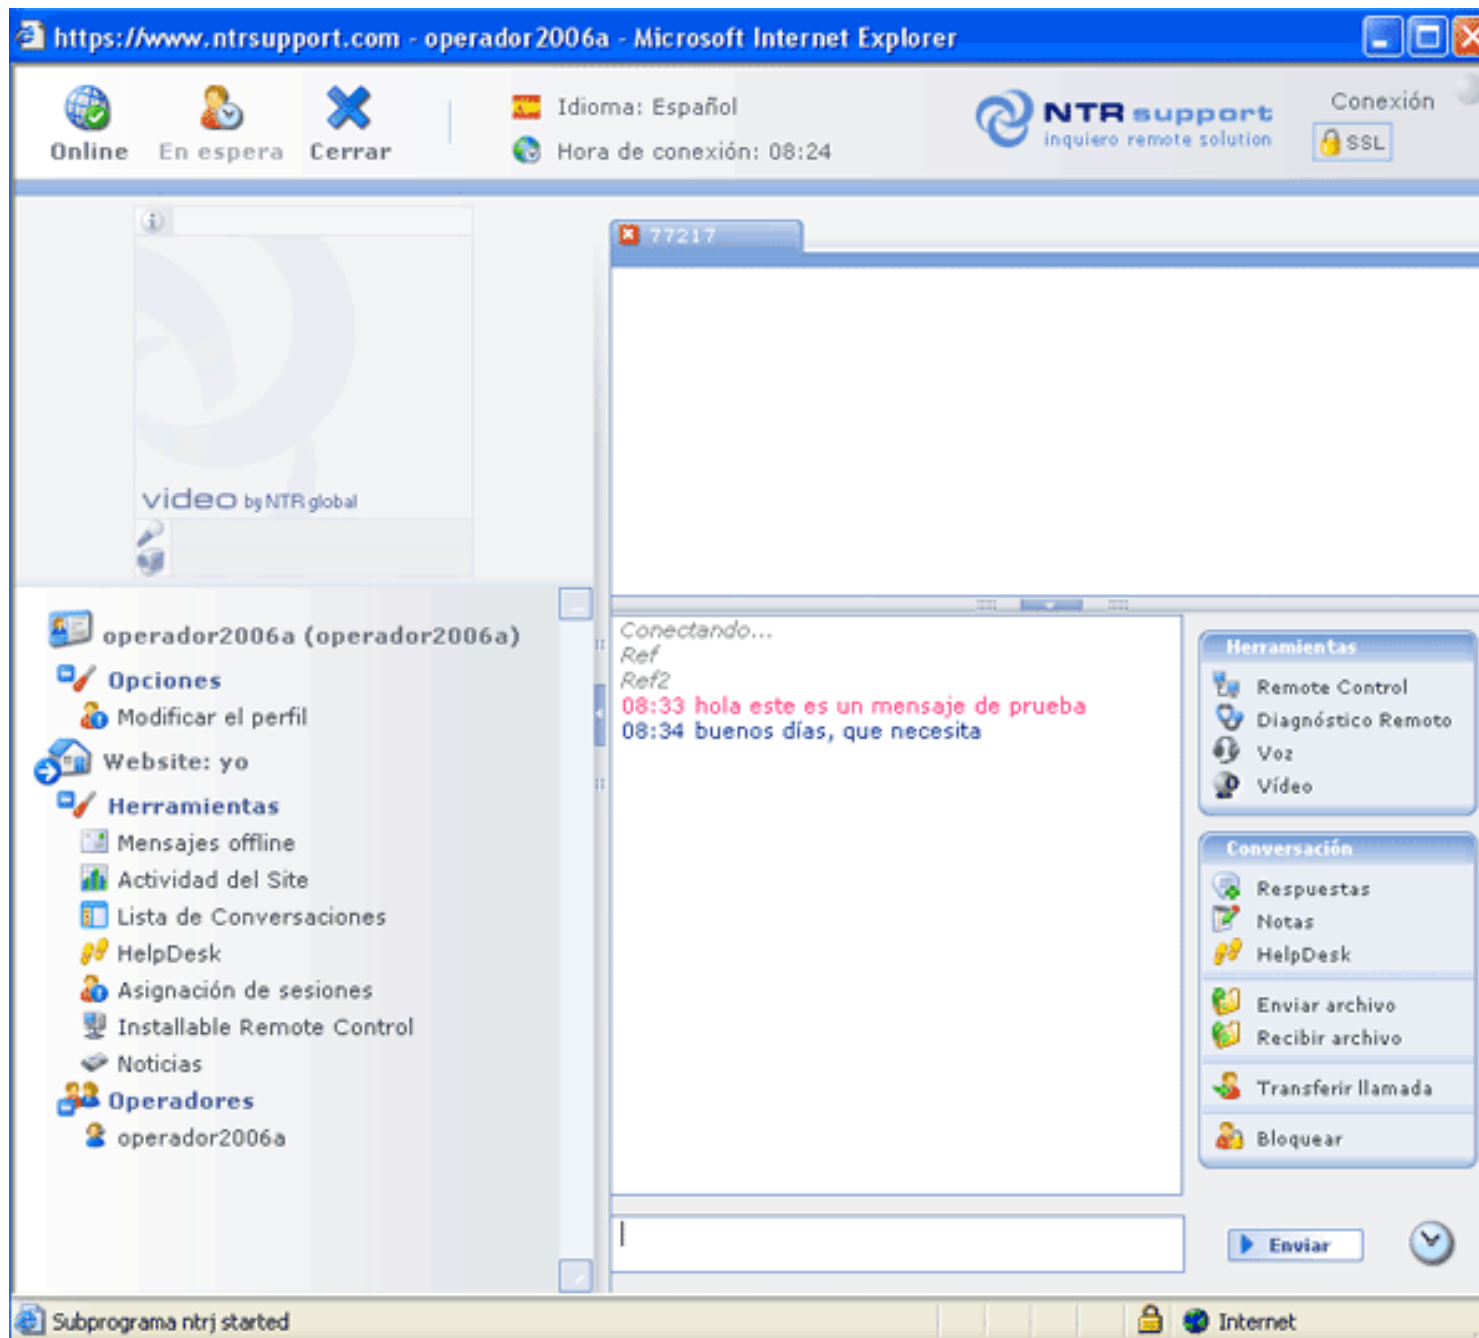 https://www.ntrsupport.com - operador2006a - Microsoft Internet Explorer
Online
En espera
Cerrar
Idioma: Español
Hora de conexión: 08:24
NTR support
inquiero remote solution
Conexión
SSL
77217
video by NTR global
operador2006a (operador2006a)
Opciones
Modificar el perfil
Website: yo
Herramientas
Mensajes offline
Actividad del Site
Lista de Conversaciones
HelpDesk
Asignación de sesiones
Installable Remote Control
Noticias
Operadores
operador2006a
Conectando...
Ref
Ref2
08:33 hola este es un mensaje de prueba
08:34 buenos días, que necesita
Herramientas
Remote Control
Diagnóstico Remoto
Voz
Vídeo
Conversación
Respuestas
Notas
HelpDesk
Enviar archivo
Recibir archivo
Transferir llamada
Bloquear
Enviar
Subprograma ntrj started
Internet